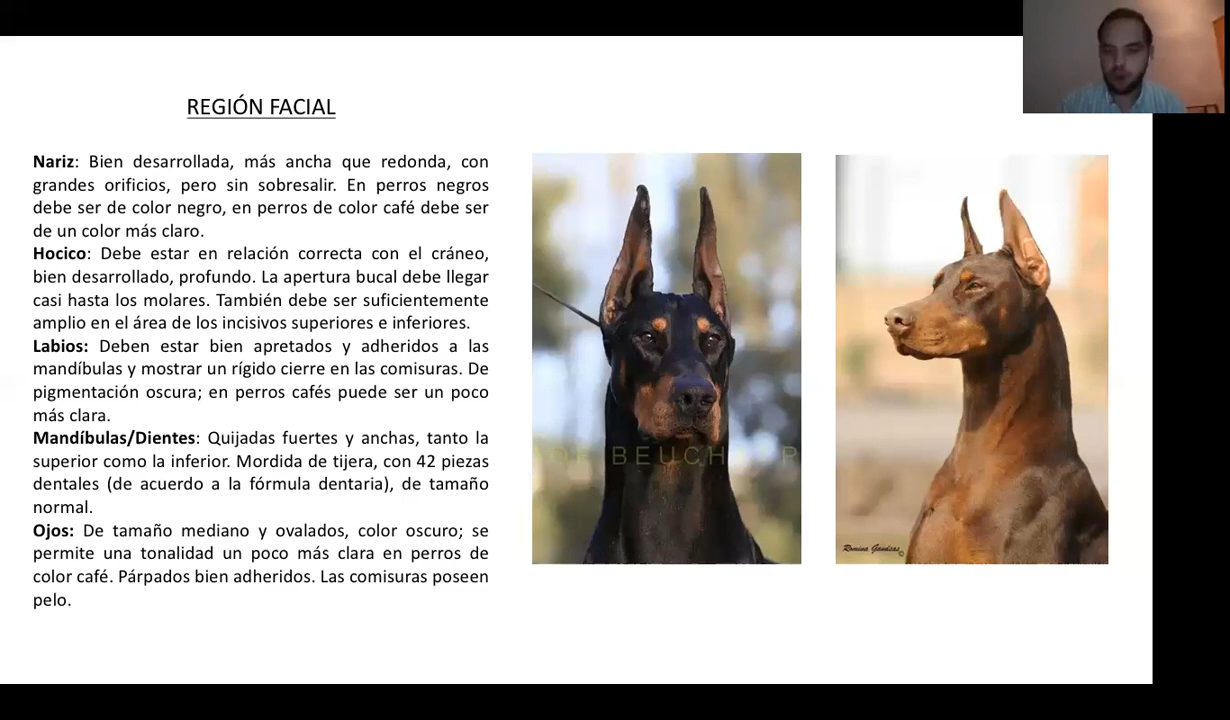 REGIÓN FACIAL
Nariz: Bien desarrollada, más ancha que redonda, con
grandes orificios, pero sin sobresalir. En perros negros
debe ser de color negro, en perros de color café debe ser
de un color más claro.
Hocico: Debe estar en relación correcta con el cráneo,
bien desarrollado, profundo. La apertura bucal debe llegar
casi hasta los molares. También debe ser suficientemente
amplio en el área de los incisivos superiores e inferiores.
Labios: Deben estar bien apretados y adheridos a las
mandíbulas y mostrar un rígido cierre en las comisuras. De
pigmentación oscura; en perros cafés puede ser un poco
más clara.
Mandíbulas/Dientes: Quijadas fuertes y anchas, tanto la
superior como la inferior. Mordida de tijera, con 42 piezas
dentales (de acuerdo a la fórmula dentaria), de tamaño
normal.
Ojos: De tamaño mediano y ovalados, color oscuro; se
permite una tonalidad un poco más clara en perros de
color café. Párpados bien adheridos. Las comisuras poseen
pelo.